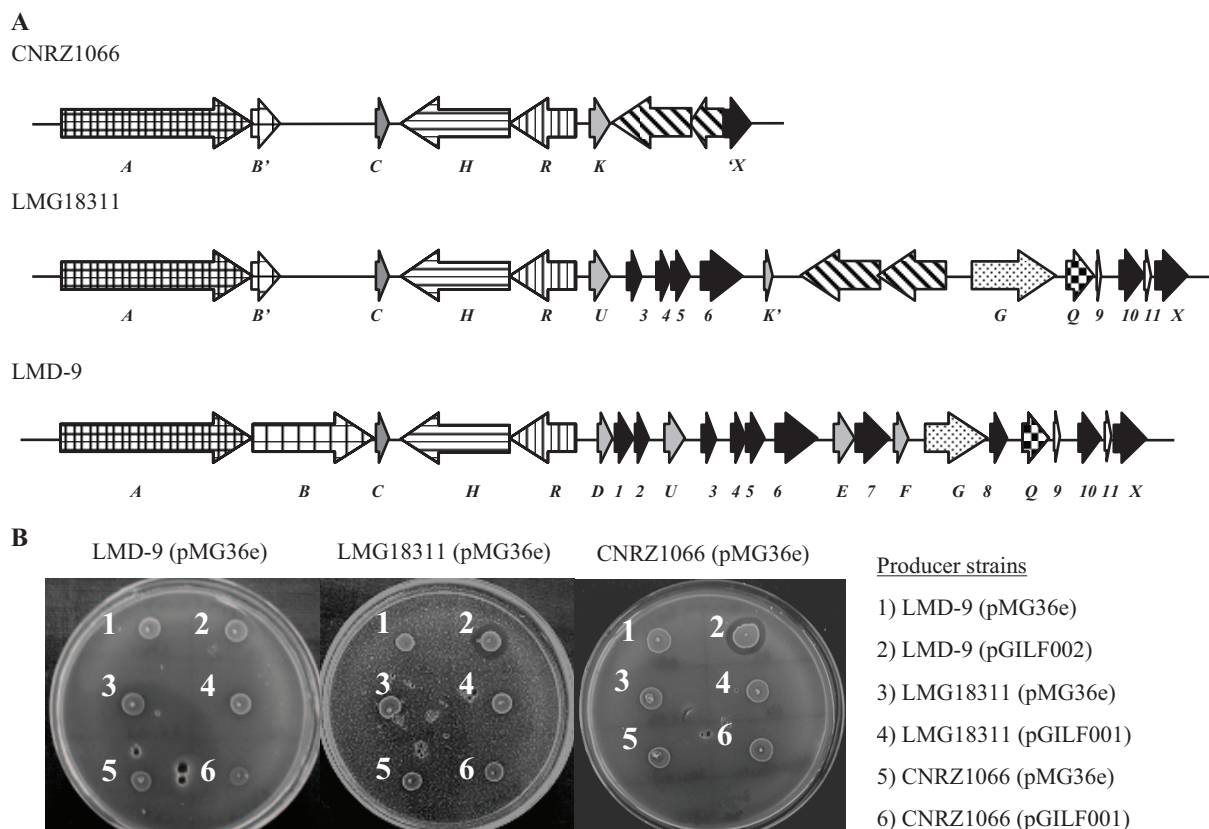 A
CNRZ1066
A B’ C H R K ‘X
LMG18311
A B’ C H R U 3 4 5 6 K’ G Q 9 10 11 X
LMD-9
A B C H R D 1 2 U 3 4 5 6 E 7 F G 8 Q 9 10 11 X
B
LMD-9 (pMG36e) LMG18311 (pMG36e) CNRZ1066 (pMG36e)
1 2 3 4 5 6
1 2 3 4 5 6
1 2 3 4 5 6
Producer strains
1) LMD-9 (pMG36e)
2) LMD-9 (pGILF002)
3) LMG18311 (pMG36e)
4) LMG18311 (pGILF001)
5) CNRZ1066 (pMG36e)
6) CNRZ1066 (pGILF001)